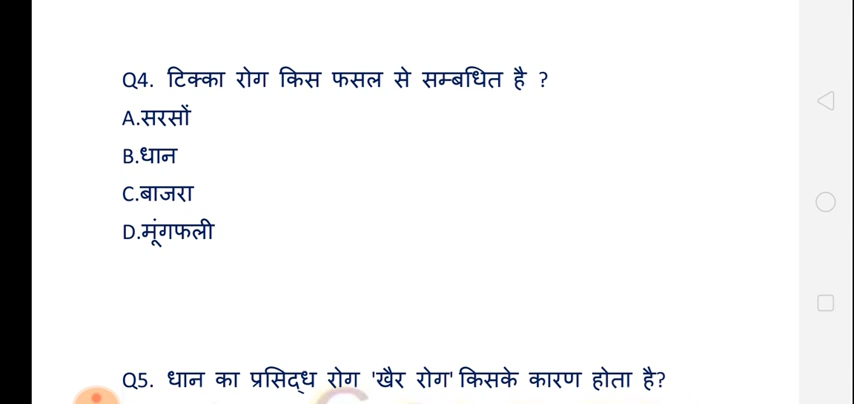 Q4. टिक्का रोग किस फसल से सम्बधित है ?
A.सरसों
B.धान
C.बाजरा
D.मूंगफली
Q5. धान का प्रसिद्ध रोग 'खैर रोग' किसके कारण होता है?